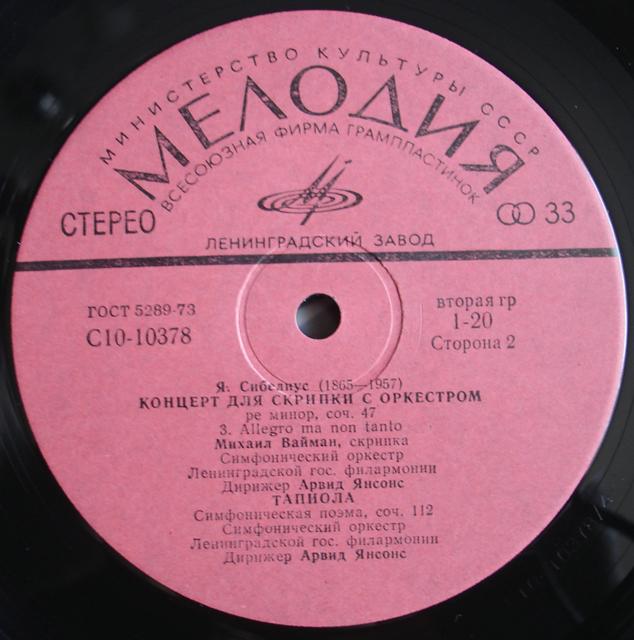 МИНИСТЕРСТВО КУЛЬТУРЫ СССР
МЕЛОДИЯ
ВСЕСОЮЗНАЯ ФИРМА ГРАМПЛАСТИНОК
СТЕРЕО
33
ЛЕНИНГРАДСКИЙ ЗАВОД
ГОСТ 5289-73
С10-10378
вторая гр
1-20
Сторона 2
Я. Сибелиус (1865—1957)
КОНЦЕРТ ДЛЯ СКРИПКИ С ОРКЕСТРОМ
ре минор, соч. 47
3. Allegro ma non tanto
Михаил Вайман, скрипка
Симфонический оркестр
Ленинградской гос. филармонии
Дирижер Арвид Янсонс
ТАПИОЛА
Симфоническая поэма, соч. 112
Симфонический оркестр
Ленинградской гос. филармонии
Дирижер Арвид Янсонс